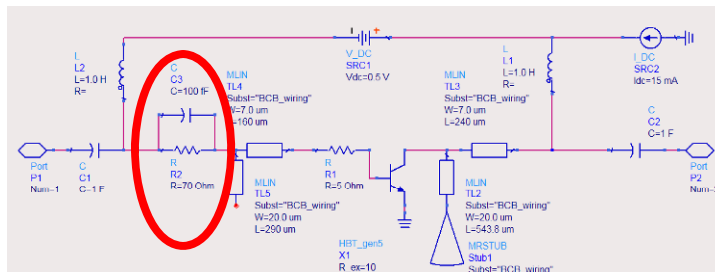 V_DC
SRC1
Vdc=0.5 V
I_DC
SRC2
Idc=15 mA
L
L2
L=1.0 H
R=
C
C3
C=100 fF
MLIN
TL4
Subst="BCB_wiring"
W=7.0 um
L=160 um
MLIN
TL3
Subst="BCB_wiring"
W=7.0 um
L=240 um
L
L1
L=1.0 H
R=
C
C2
C=1 F
Port
P1
C
C1
C=1 F
R
R2
R=70 Ohm
MLIN
TL5
Subst="BCB_wiring"
W=20.0 um
L=290 um
R
R1
R=5 Ohm
HBT_gen5
X1
R_ex=10
MLIN
TL2
Subst="BCB_wiring"
W=20.0 um
L=543.8 um
MRSTUB
Stub1
Subst="BCB_wiring"
Port
P2